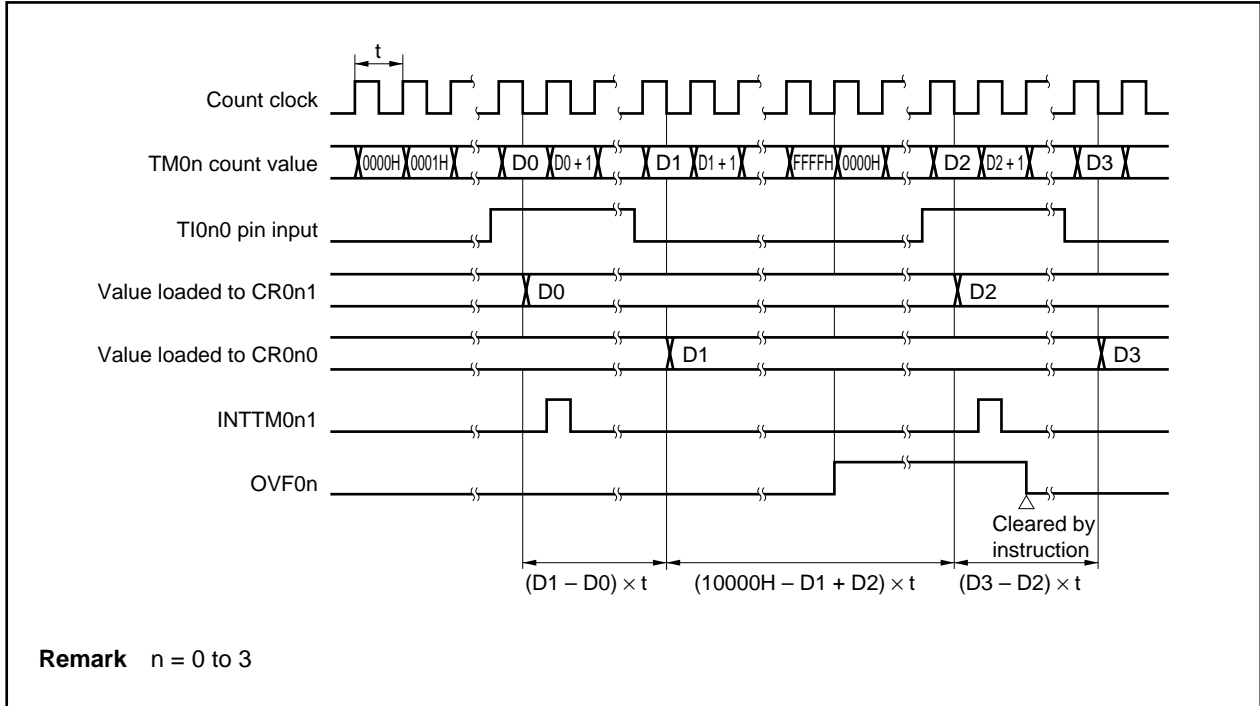 t
Count clock
TM0n count value
0000H 0001H D0 D0 + 1 D1 D1 + 1 FFFFH 0000H D2 D2 + 1 D3
TI0n0 pin input
Value loaded to CR0n1
D0 D2
Value loaded to CR0n0
D1 D3
INTTM0n1
OVF0n
Cleared by
instruction
(D1 – D0) × t (10000H – D1 + D2) × t (D3 – D2) × t
Remark n = 0 to 3